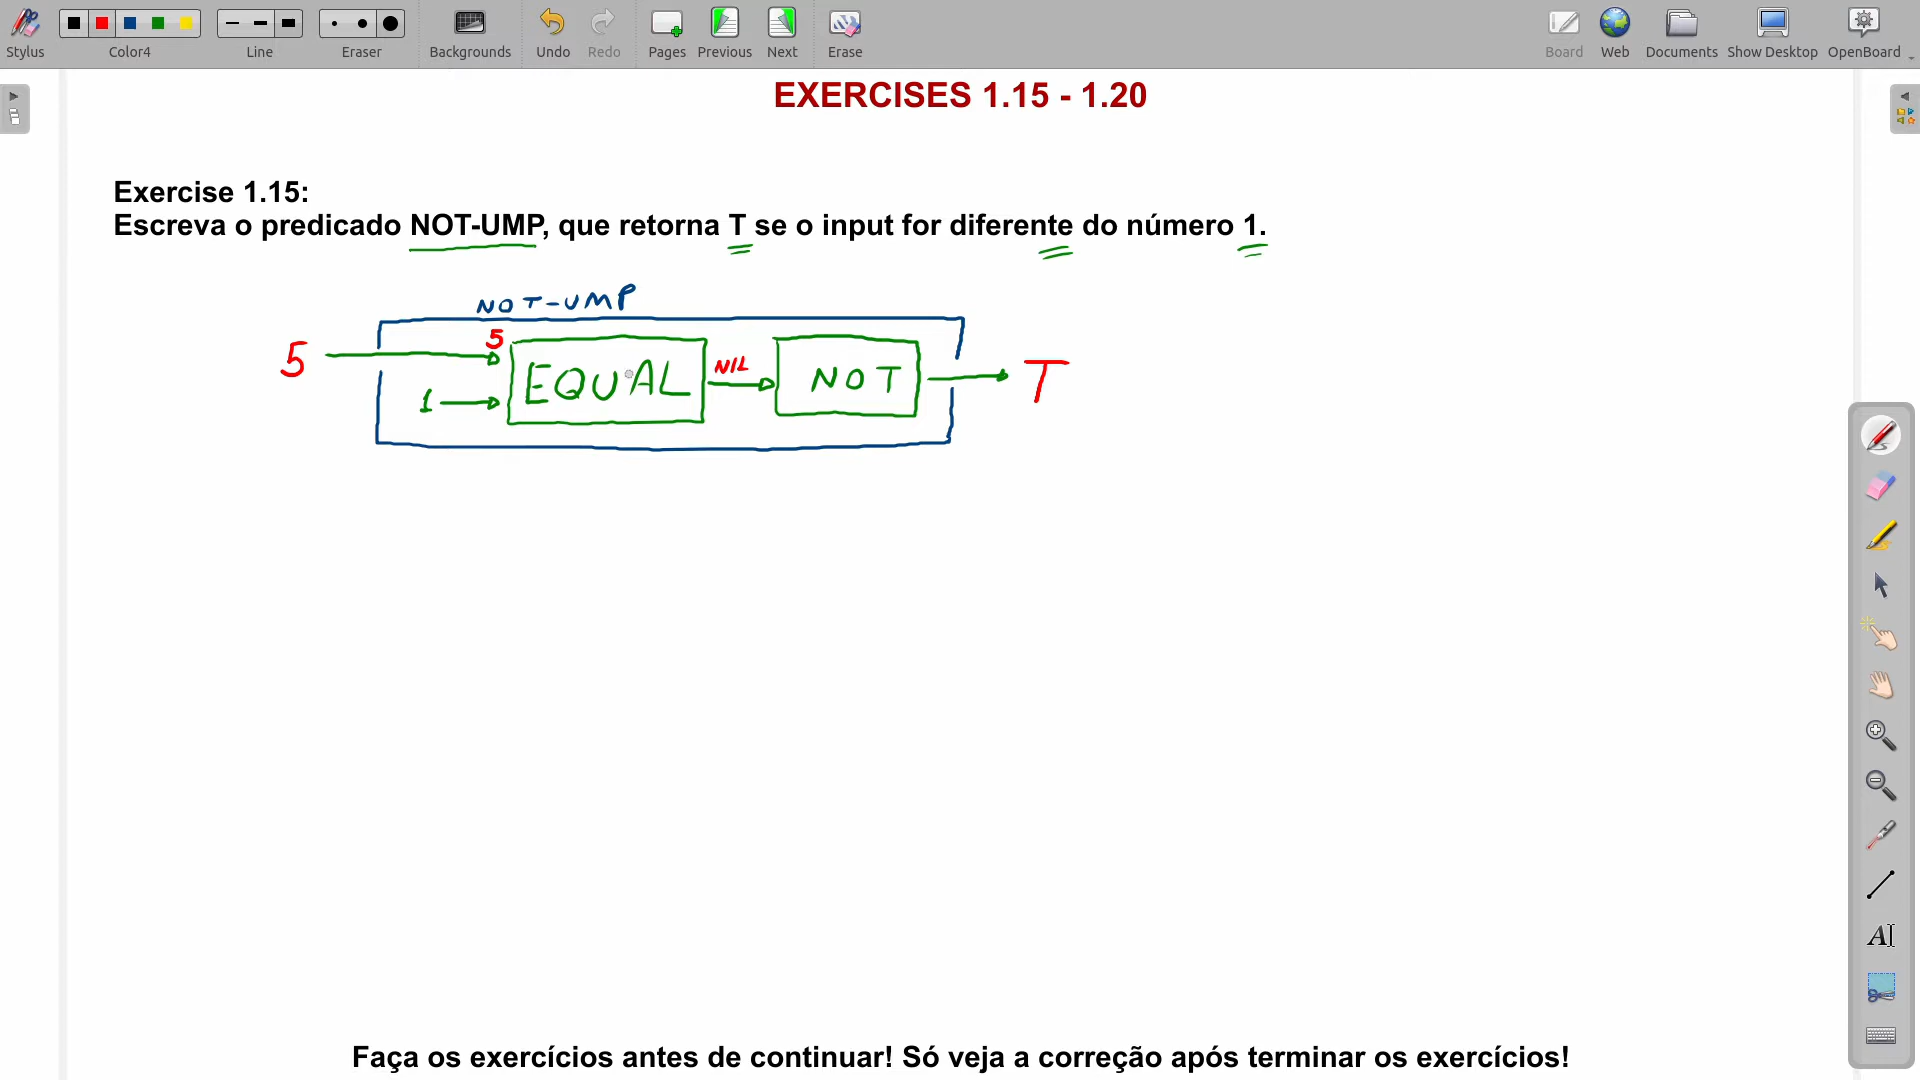 Stylus
Color4
Line
Eraser
Backgrounds
Undo
Redo
Pages
Previous
Next
Erase
Board
Web
Documents
Show Desktop
OpenBoard
EXERCISES 1.15 - 1.20
Exercise 1.15:
Escreva o predicado NOT-UMP, que retorna T se o input for diferente do número 1.
NOT-UMP
5
5
1
EQUAL
NIL
NOT
T
AI
Faça os exercícios antes de continuar! Só veja a correção após terminar os exercícios!